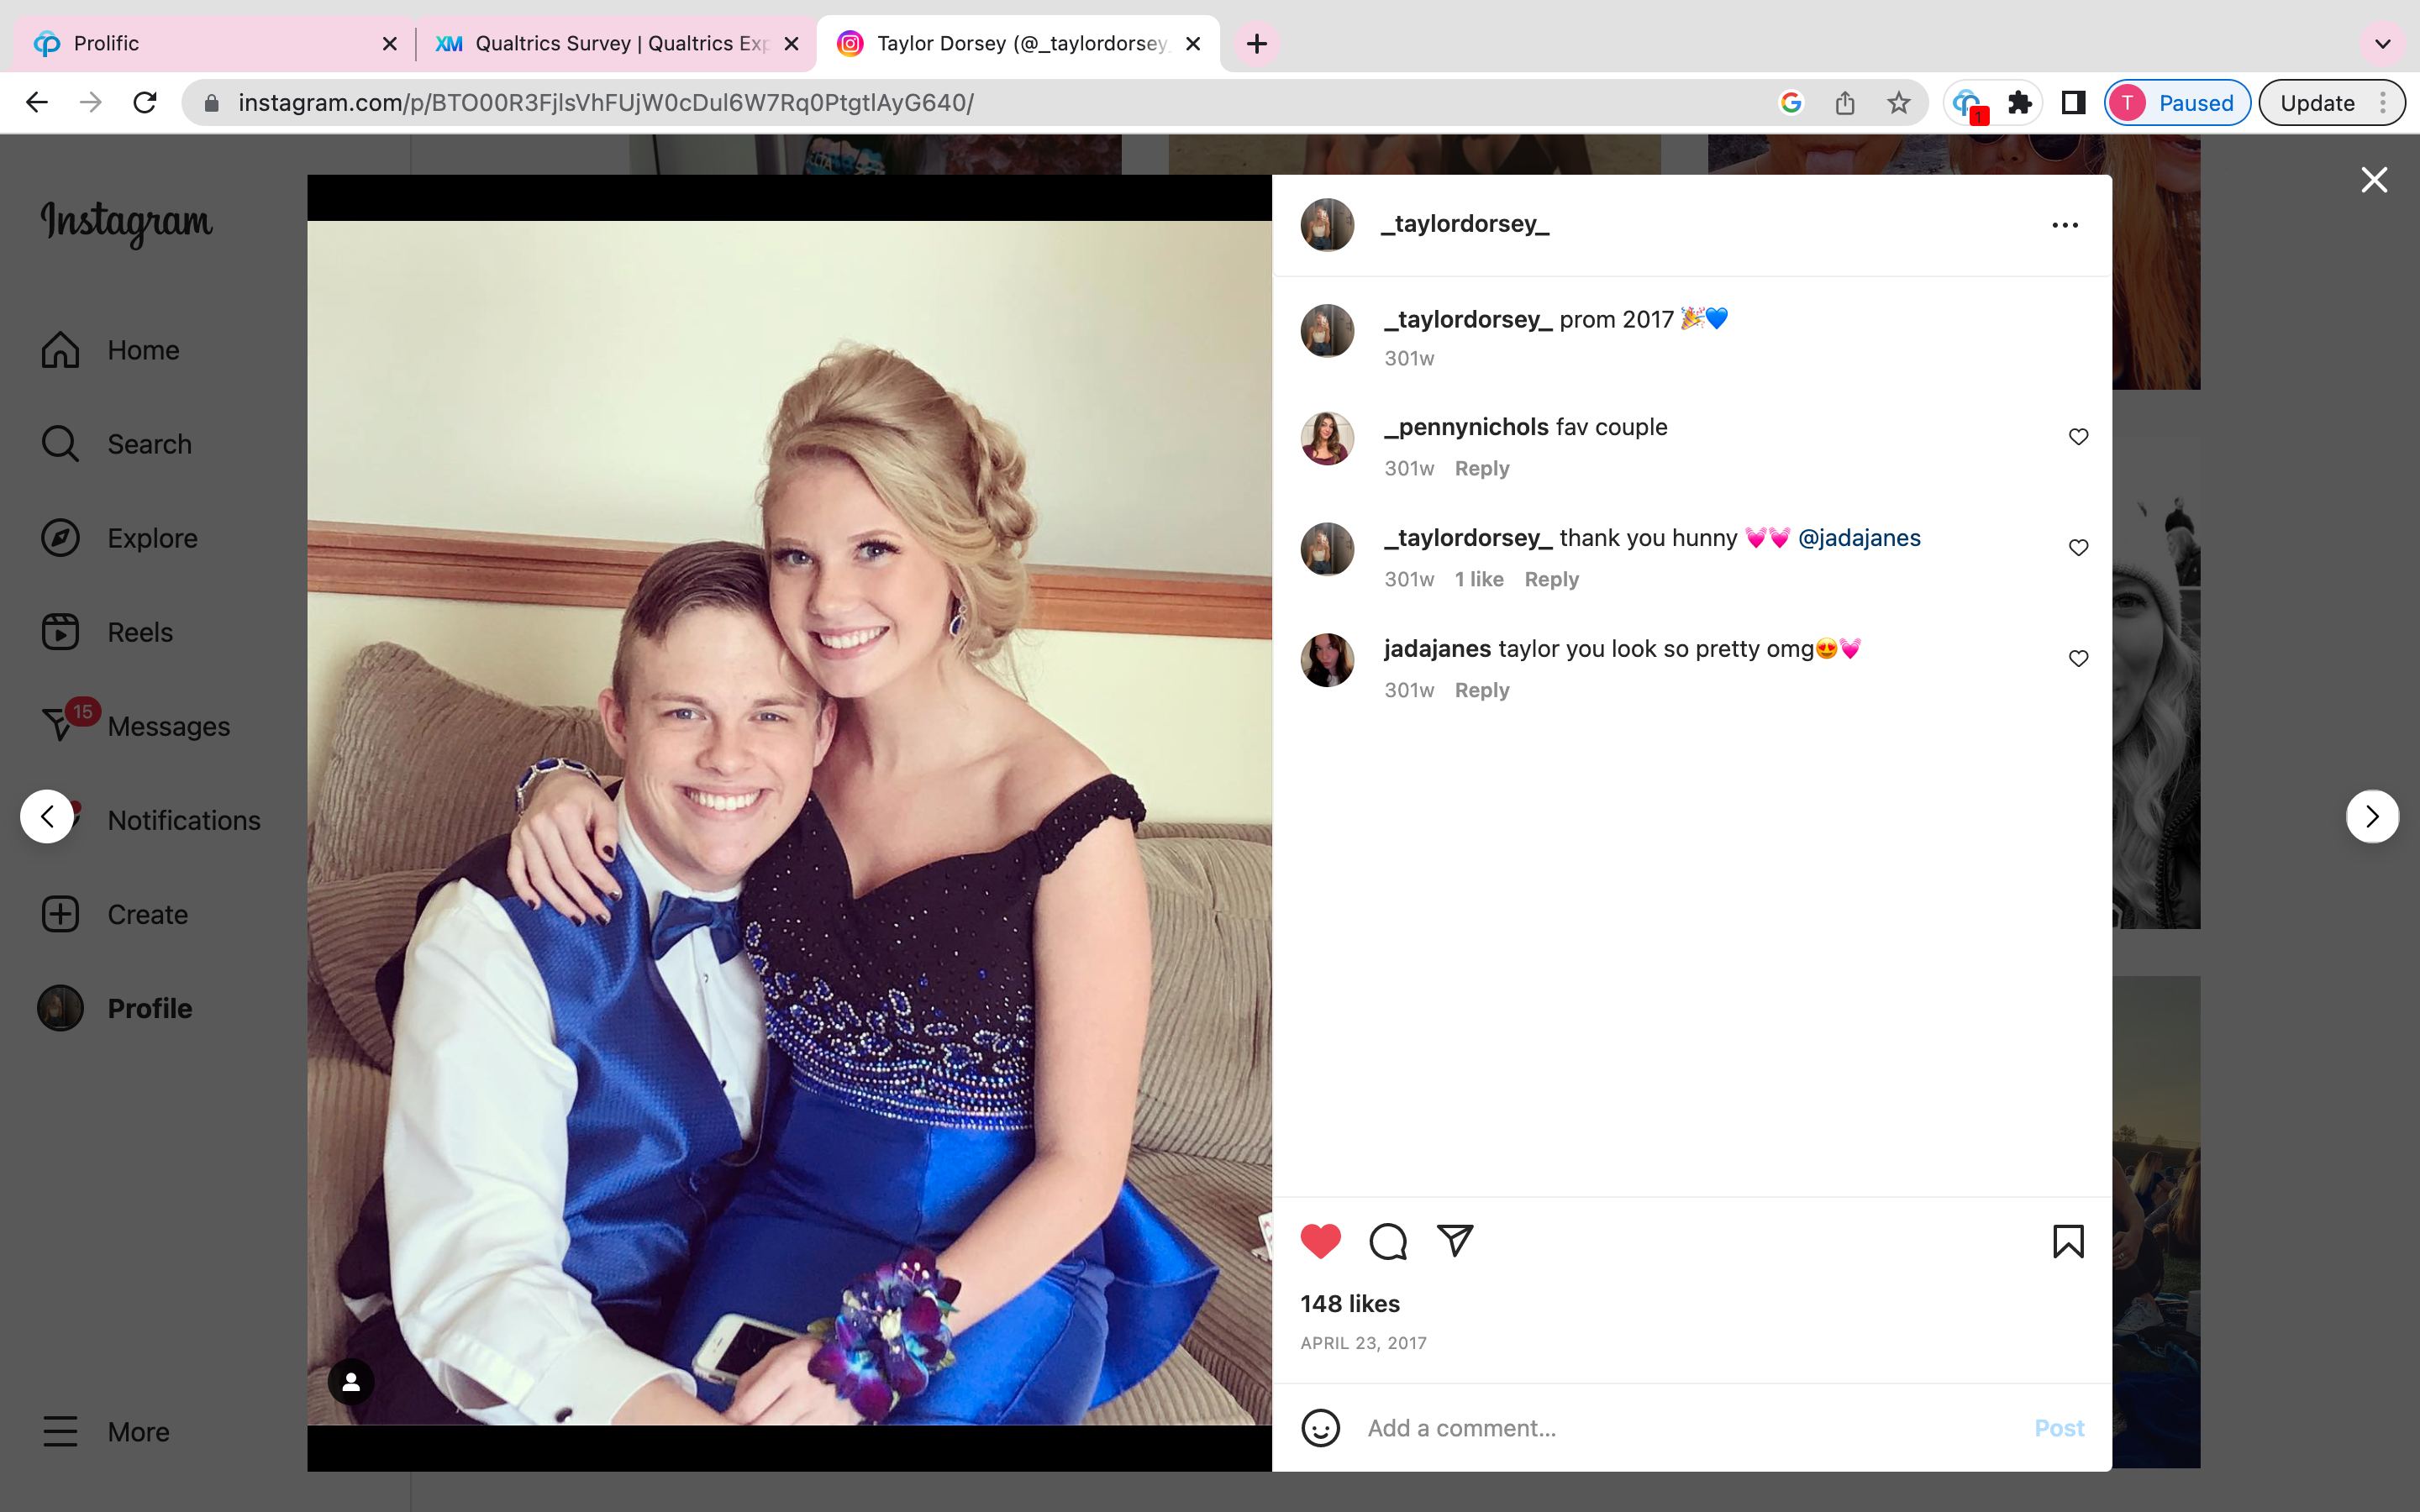 Prolific
Qualtrics Survey | Qualtrics Exp
Taylor Dorsey (@_taylordorsey_
instagram.com/p/BTO00R3FjlsVhFUjW0cDul6W7Rq0PtgtlAyG640/
1
T
Paused
Update
Instagram
Home
Search
Explore
Reels
15
Messages
Notifications
Create
Profile
More
_taylordorsey_
_taylordorsey_ prom 2017 🎉💙
301w
_pennynichols fav couple
301w Reply
_taylordorsey_ thank you hunny 💓💓 @jadajanes
301w 1 like Reply
jadajanes taylor you look so pretty omg😍💓
301w Reply
148 likes
APRIL 23, 2017
Add a comment...
Post